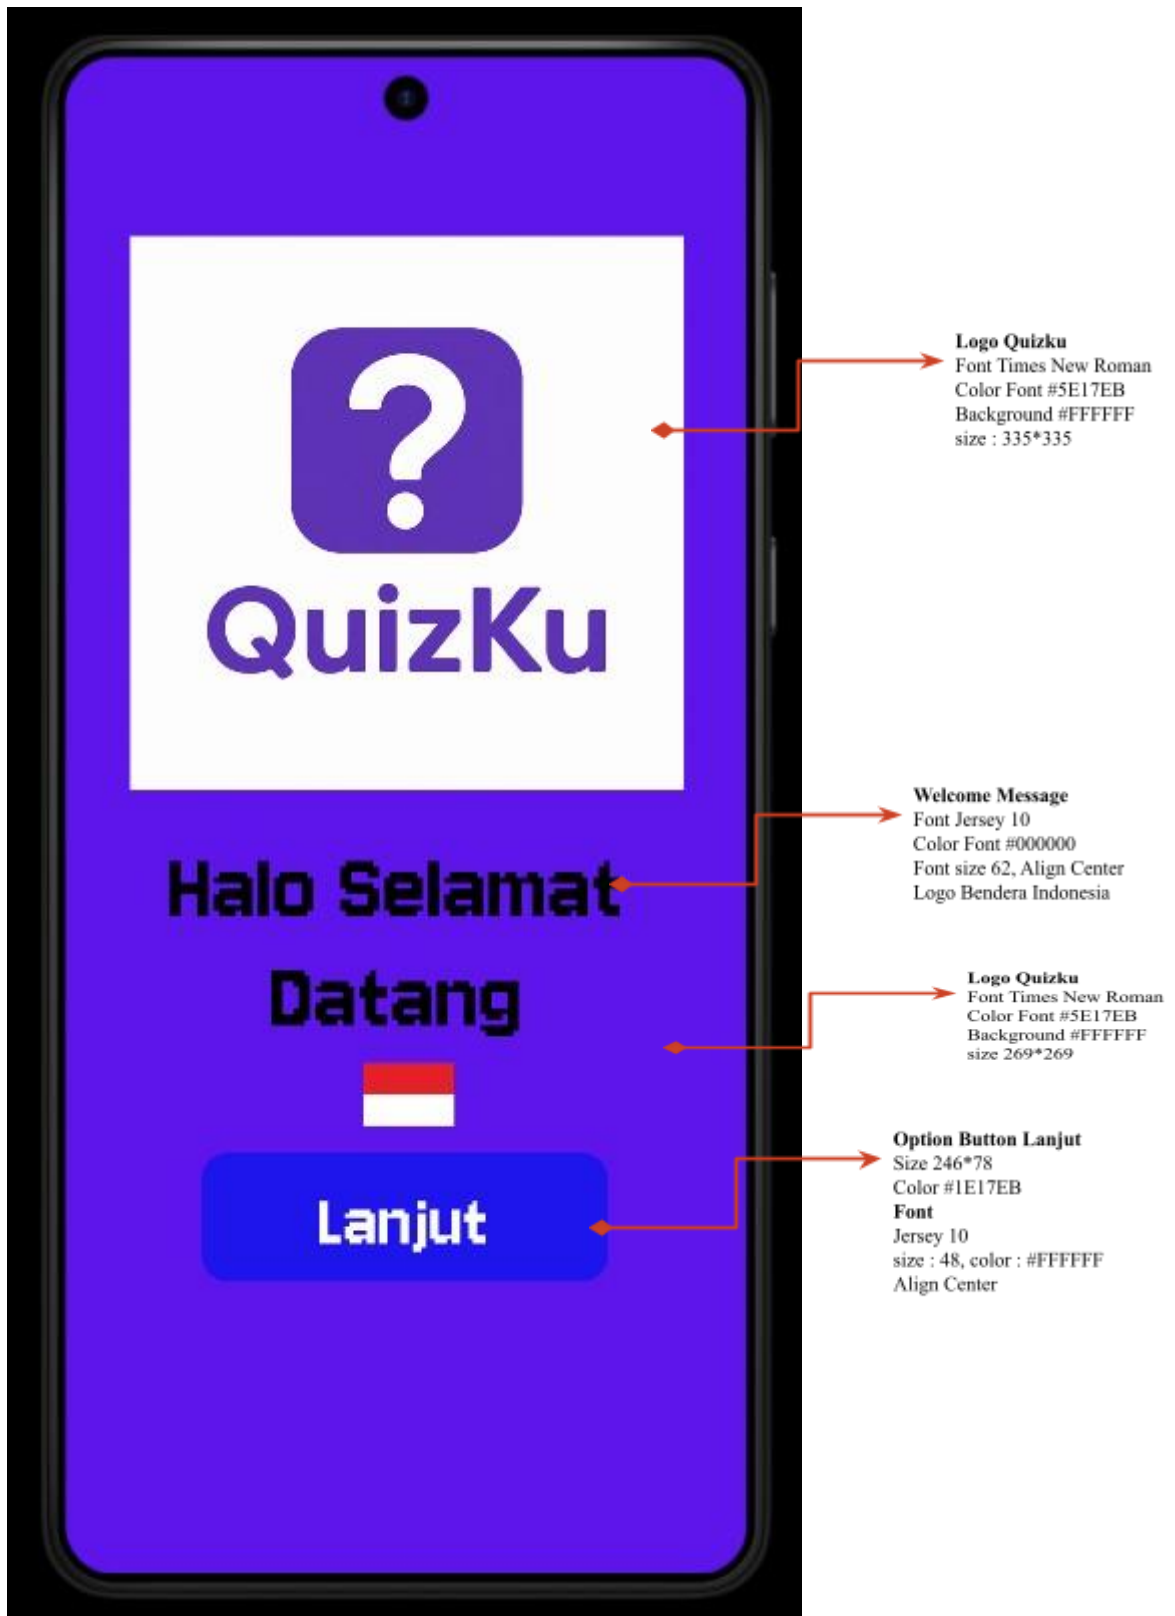 ?
QuizKu
Halo Selamat
Datang
Lanjut
Logo Quizku
Font Times New Roman
Color Font #5E17EB
Background #FFFFFF
size : 335*335
Welcome Message
Font Jersey 10
Color Font #000000
Font size 62, Align Center
Logo Bendera Indonesia
Logo Quizku
Font Times New Roman
Color Font #5E17EB
Background #FFFFFF
size 269*269
Option Button Lanjut
Size 246*78
Color #1E17EB
Font
Jersey 10
size : 48, color : #FFFFFF
Align Center